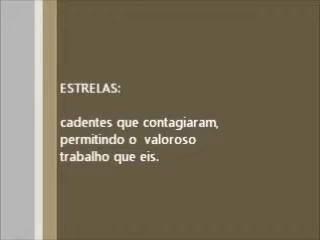 ESTRELAS:
cadentes que contagiaram,
permitindo o valoroso
trabalho que eis.